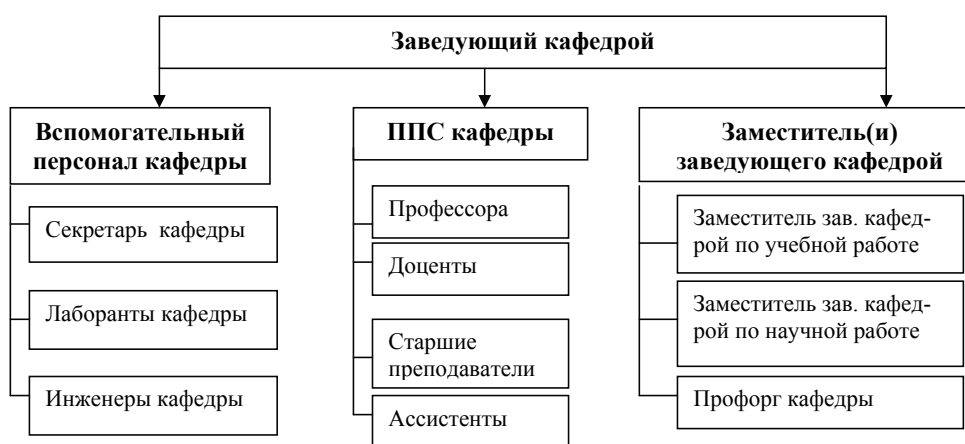 Заведующий кафедрой
Вспомогательный
персонал кафедры
Секретарь кафедры
Лаборанты кафедры
Инженеры кафедры
ППС кафедры
Профессора
Доценты
Старшие
преподаватели
Ассистенты
Заместитель(и)
заведующего кафедрой
Заместитель зав. кафед-
рой по учебной работе
Заместитель зав. кафед-
рой по научной работе
Профорг кафедры